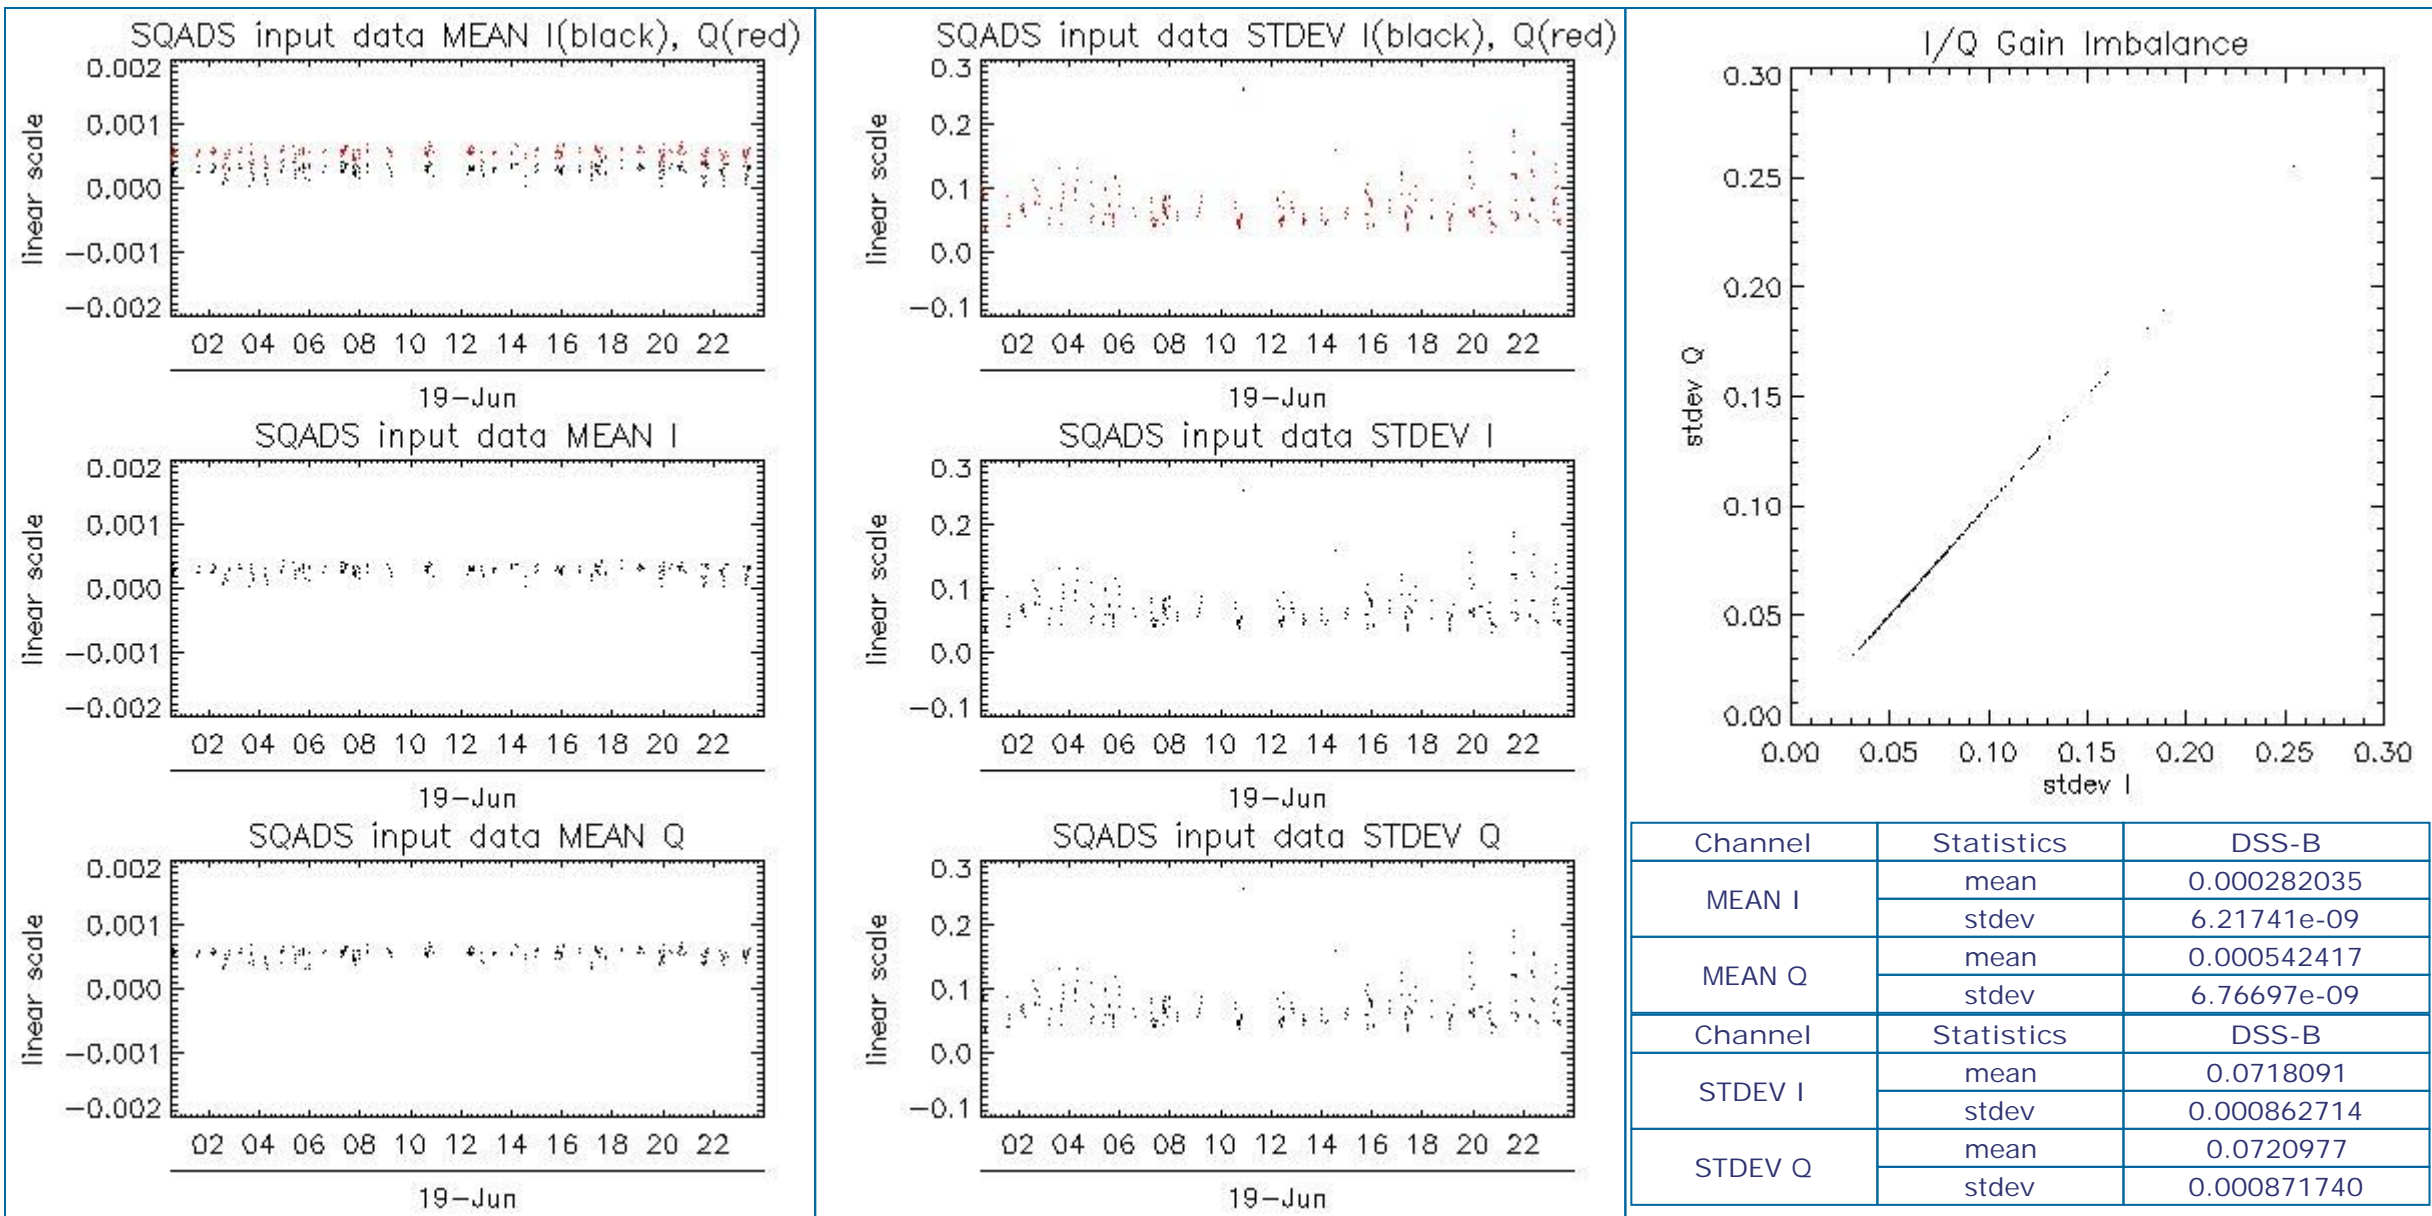 SQADS input data MEAN I(black), Q(red)
linear scale
0.002
0.001
0.000
-0.001
-0.002
02 04 06 08 10 12 14 16 18 20 22
19-Jun
SQADS input data MEAN I
linear scale
0.002
0.001
0.000
-0.001
-0.002
02 04 06 08 10 12 14 16 18 20 22
19-Jun
SQADS input data MEAN Q
linear scale
0.002
0.001
0.000
-0.001
-0.002
02 04 06 08 10 12 14 16 18 20 22
19-Jun
SQADS input data STDEV I(black), Q(red)
linear scale
0.3
0.2
0.1
0.0
-0.1
02 04 06 08 10 12 14 16 18 20 22
19-Jun
SQADS input data STDEV I
linear scale
0.3
0.2
0.1
0.0
-0.1
02 04 06 08 10 12 14 16 18 20 22
19-Jun
SQADS input data STDEV Q
linear scale
0.3
0.2
0.1
0.0
-0.1
02 04 06 08 10 12 14 16 18 20 22
19-Jun
I/Q Gain Imbalance
stdev Q
0.30
0.25
0.20
0.15
0.10
0.05
0.00
0.00 0.05 0.10 0.15 0.20 0.25 0.30
stdev I
Channel Statistics DSS-B
MEAN I mean 0.000282035
stdev 6.21741e-09
MEAN Q mean 0.000542417
stdev 6.76697e-09
Channel Statistics DSS-B
STDEV I mean 0.0718091
stdev 0.000862714
STDEV Q mean 0.0720977
stdev 0.000871740